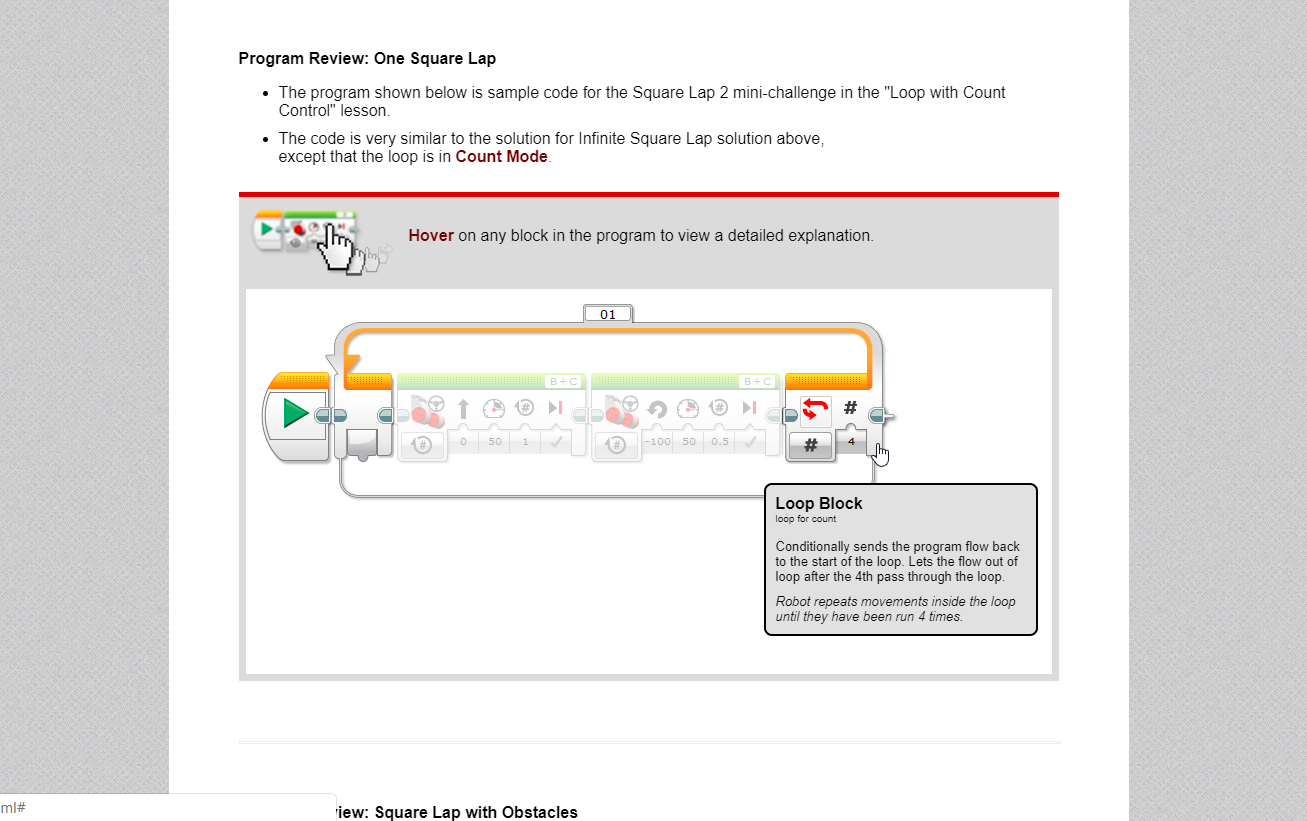 Program Review: One Square Lap
• The program shown below is sample code for the Square Lap 2 mini-challenge in the "Loop with Count
Control" lesson.
• The code is very similar to the solution for Infinite Square Lap solution above,
except that the loop is in Count Mode.
Hover on any block in the program to view a detailed explanation.
01
B+C B+C
# # # #
0 50 1 -100 50 0.5 # 4
Loop Block
loop for count
Conditionally sends the program flow back
to the start of the loop. Lets the flow out of
loop after the 4th pass through the loop.
Robot repeats movements inside the loop
until they have been run 4 times.
ml#
iew: Square Lap with Obstacles